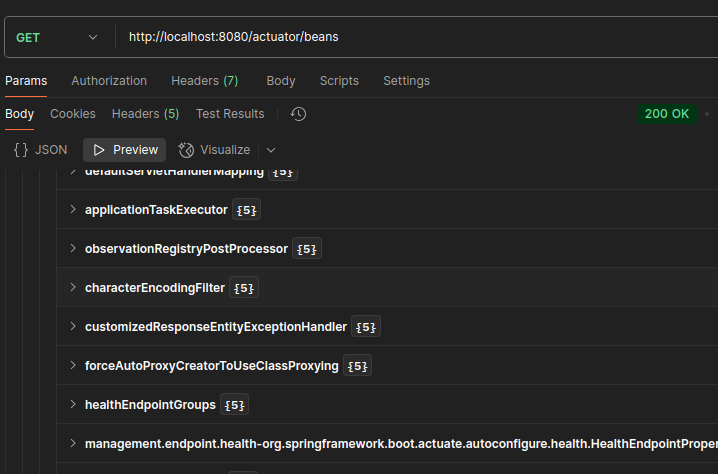 GET http://localhost:8080/actuator/beans
Params Authorization Headers (7) Body Scripts Settings
Body Cookies Headers (5) Test Results 200 OK
{ } JSON Preview Visualize
defaultServletHandlerMapping {5}
applicationTaskExecutor {5}
observationRegistryPostProcessor {5}
characterEncodingFilter {5}
customizedResponseEntityExceptionHandler {5}
forceAutoProxyCreatorToUseClassProxying {5}
healthEndpointGroups {5}
management.endpoint.health-org.springframework.boot.actuate.autoconfigure.health.HealthEndpointProper